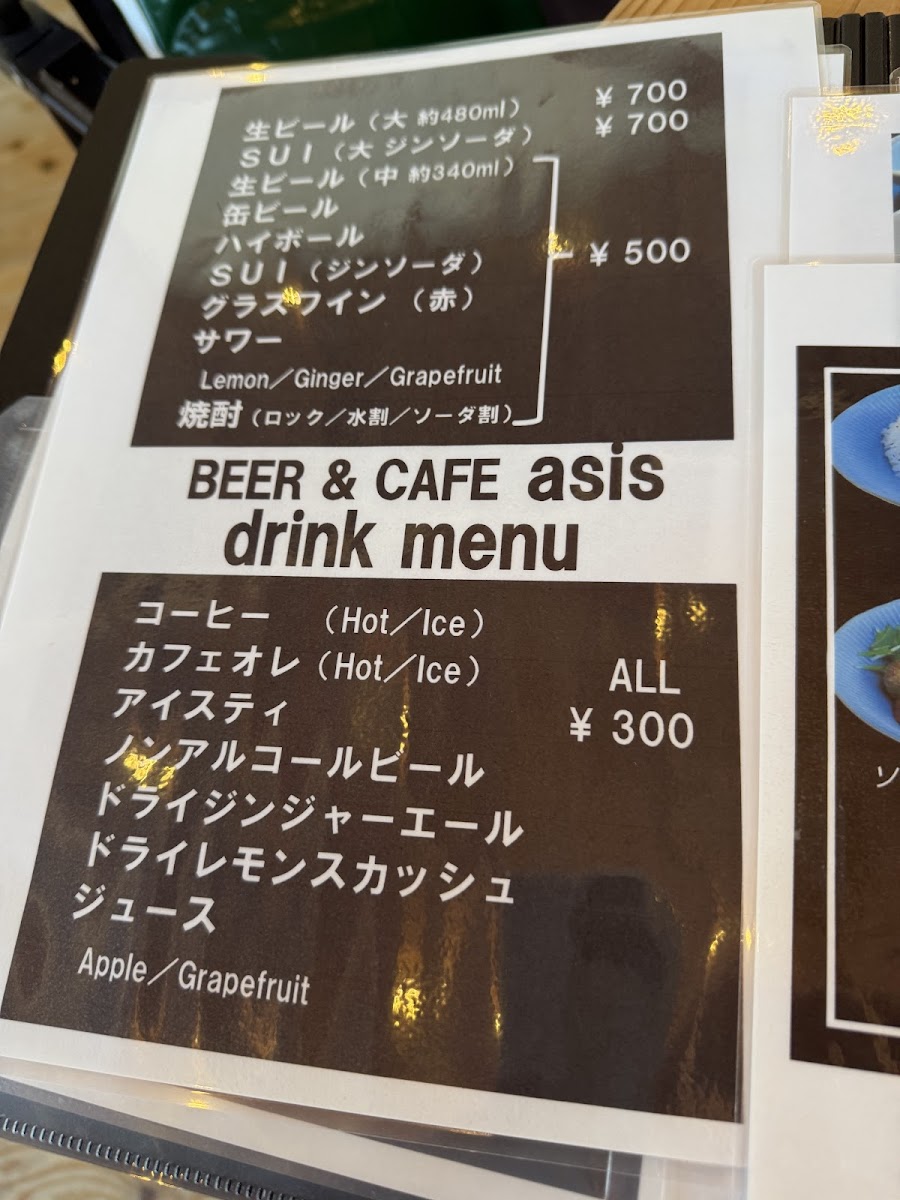 生ビール（大 約480ml） ¥ 700
SUI（大 ジンソーダ） ¥ 700
生ビール（中 約340ml）
缶ビール
ハイボール
SUI（ジンソーダ） ¥ 500
グラスワイン （赤）
サワー
Lemon／Ginger／Grapefruit
焼酎（ロック／水割／ソーダ割）
BEER & CAFE asis
drink menu
コーヒー （Hot／Ice）
カフェオレ（Hot／Ice） ALL
アイスティ ¥ 300
ノンアルコールビール
ドライジンジャーエール
ドライレモンスカッシュ
ジュース
Apple／Grapefruit
ソ